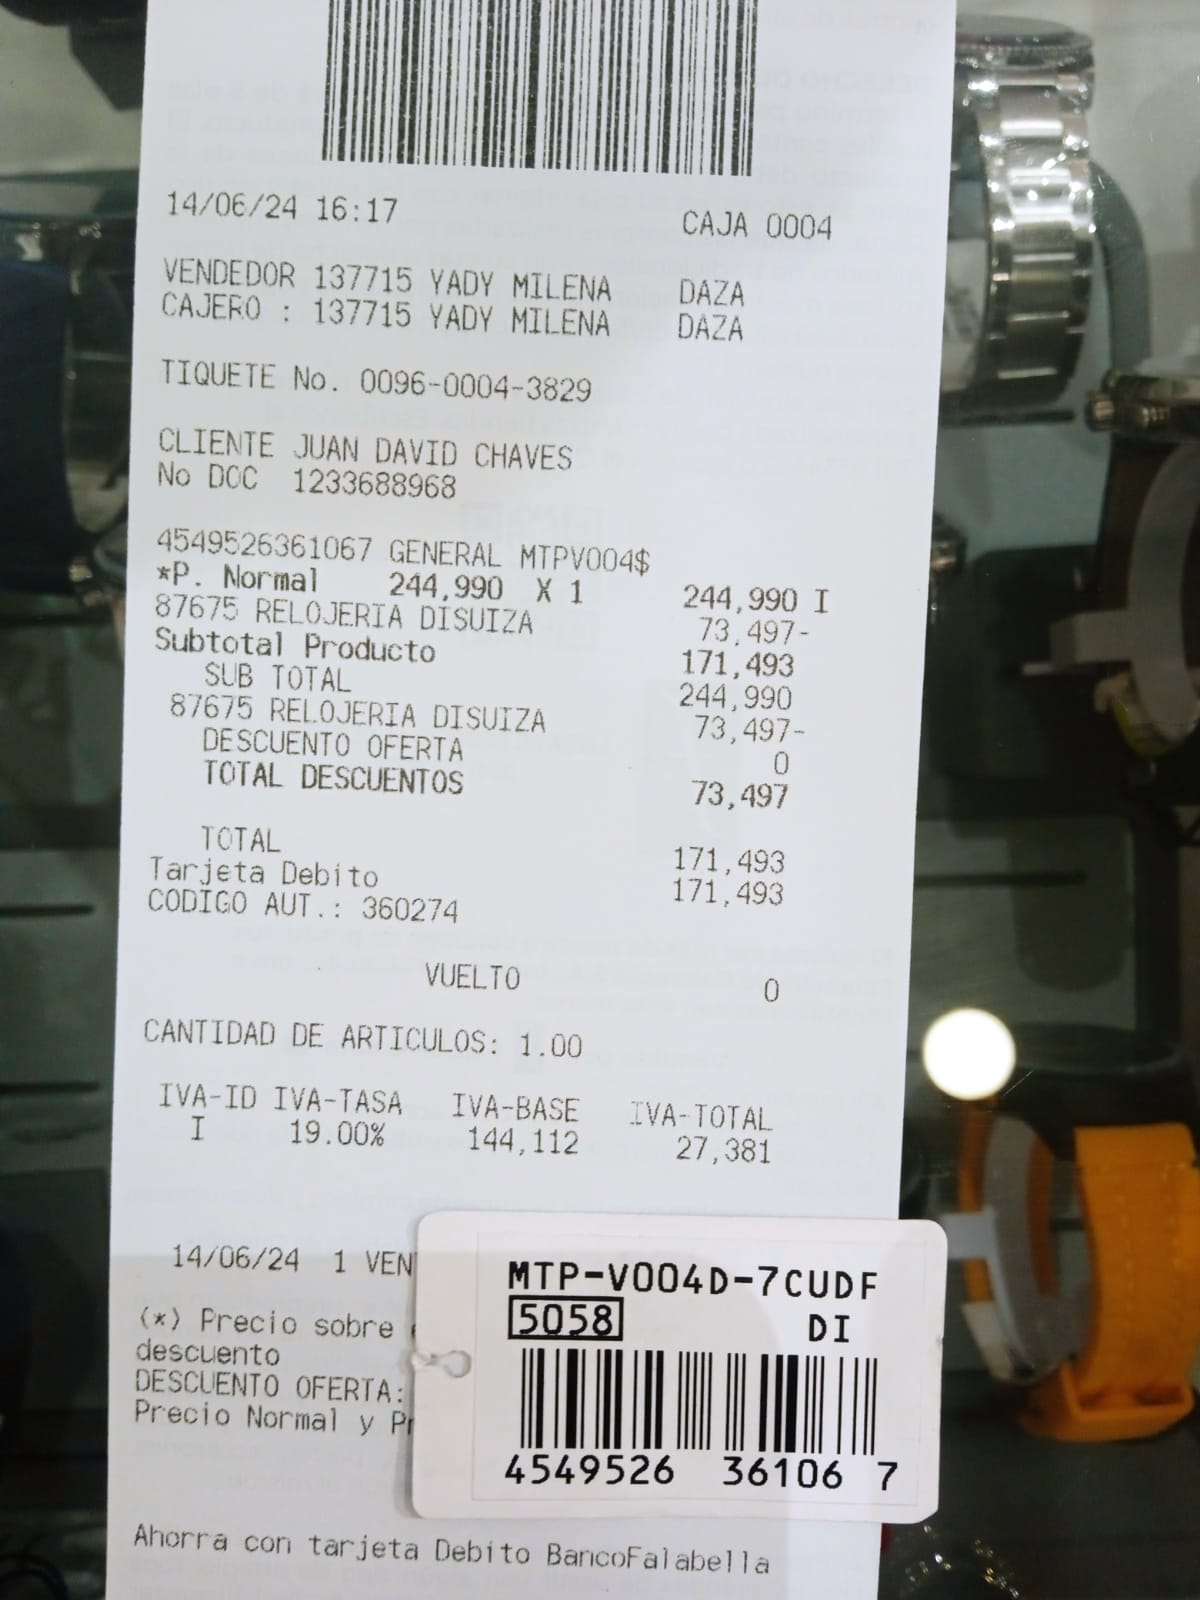 14/06/24 16:17 CAJA 0004
VENDEDOR 137715 YADY MILENA DAZA
CAJERO : 137715 YADY MILENA DAZA
TIQUETE No. 0096-0004-3829
CLIENTE JUAN DAVID CHAVES
No DOC 1233688968
4549526361067 GENERAL MTPV004$
*P. Normal 244,990 X 1 244,990 I
87675 RELOJERIA DISUIZA 73,497-
Subtotal Producto 171,493
SUB TOTAL 244,990
87675 RELOJERIA DISUIZA 73,497-
DESCUENTO OFERTA 0
TOTAL DESCUENTOS 73,497
TOTAL 171,493
Tarjeta Debito 171,493
CODIGO AUT.: 360274
VUELTO 0
CANTIDAD DE ARTICULOS: 1.00
IVA-ID IVA-TASA IVA-BASE IVA-TOTAL
I 19.00% 144,112 27,381
14/06/24 1 VEN
(*) Precio sobre
descuento
DESCUENTO OFERTA:
Precio Normal y
MTP-V004D-7CUDF
5058 DI
4549526 36106 7
Ahorra con tarjeta Debito BancoFalabella